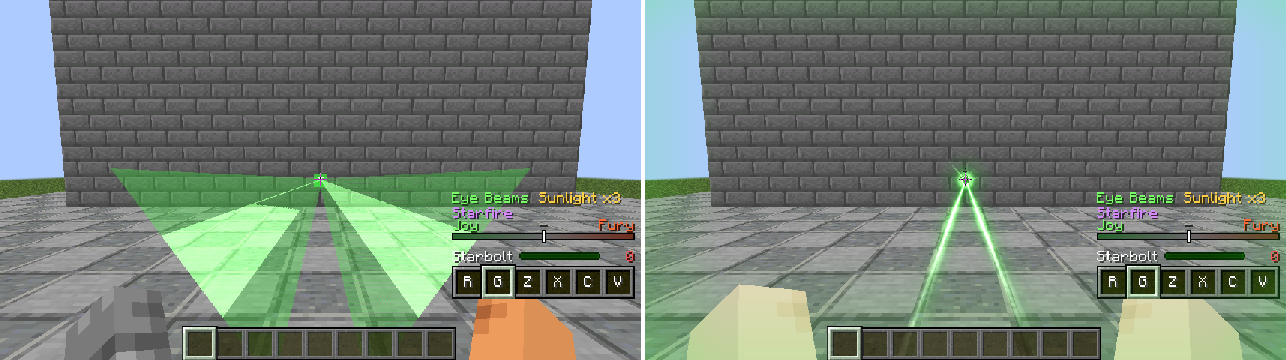 Eye Beams Sunlight x3
Starfire
Joy Fury
Starbolt 0
R G Z X C V
Eye Beams Sunlight x3
Starfire
Joy Fury
Starbolt 0
R G Z X C V